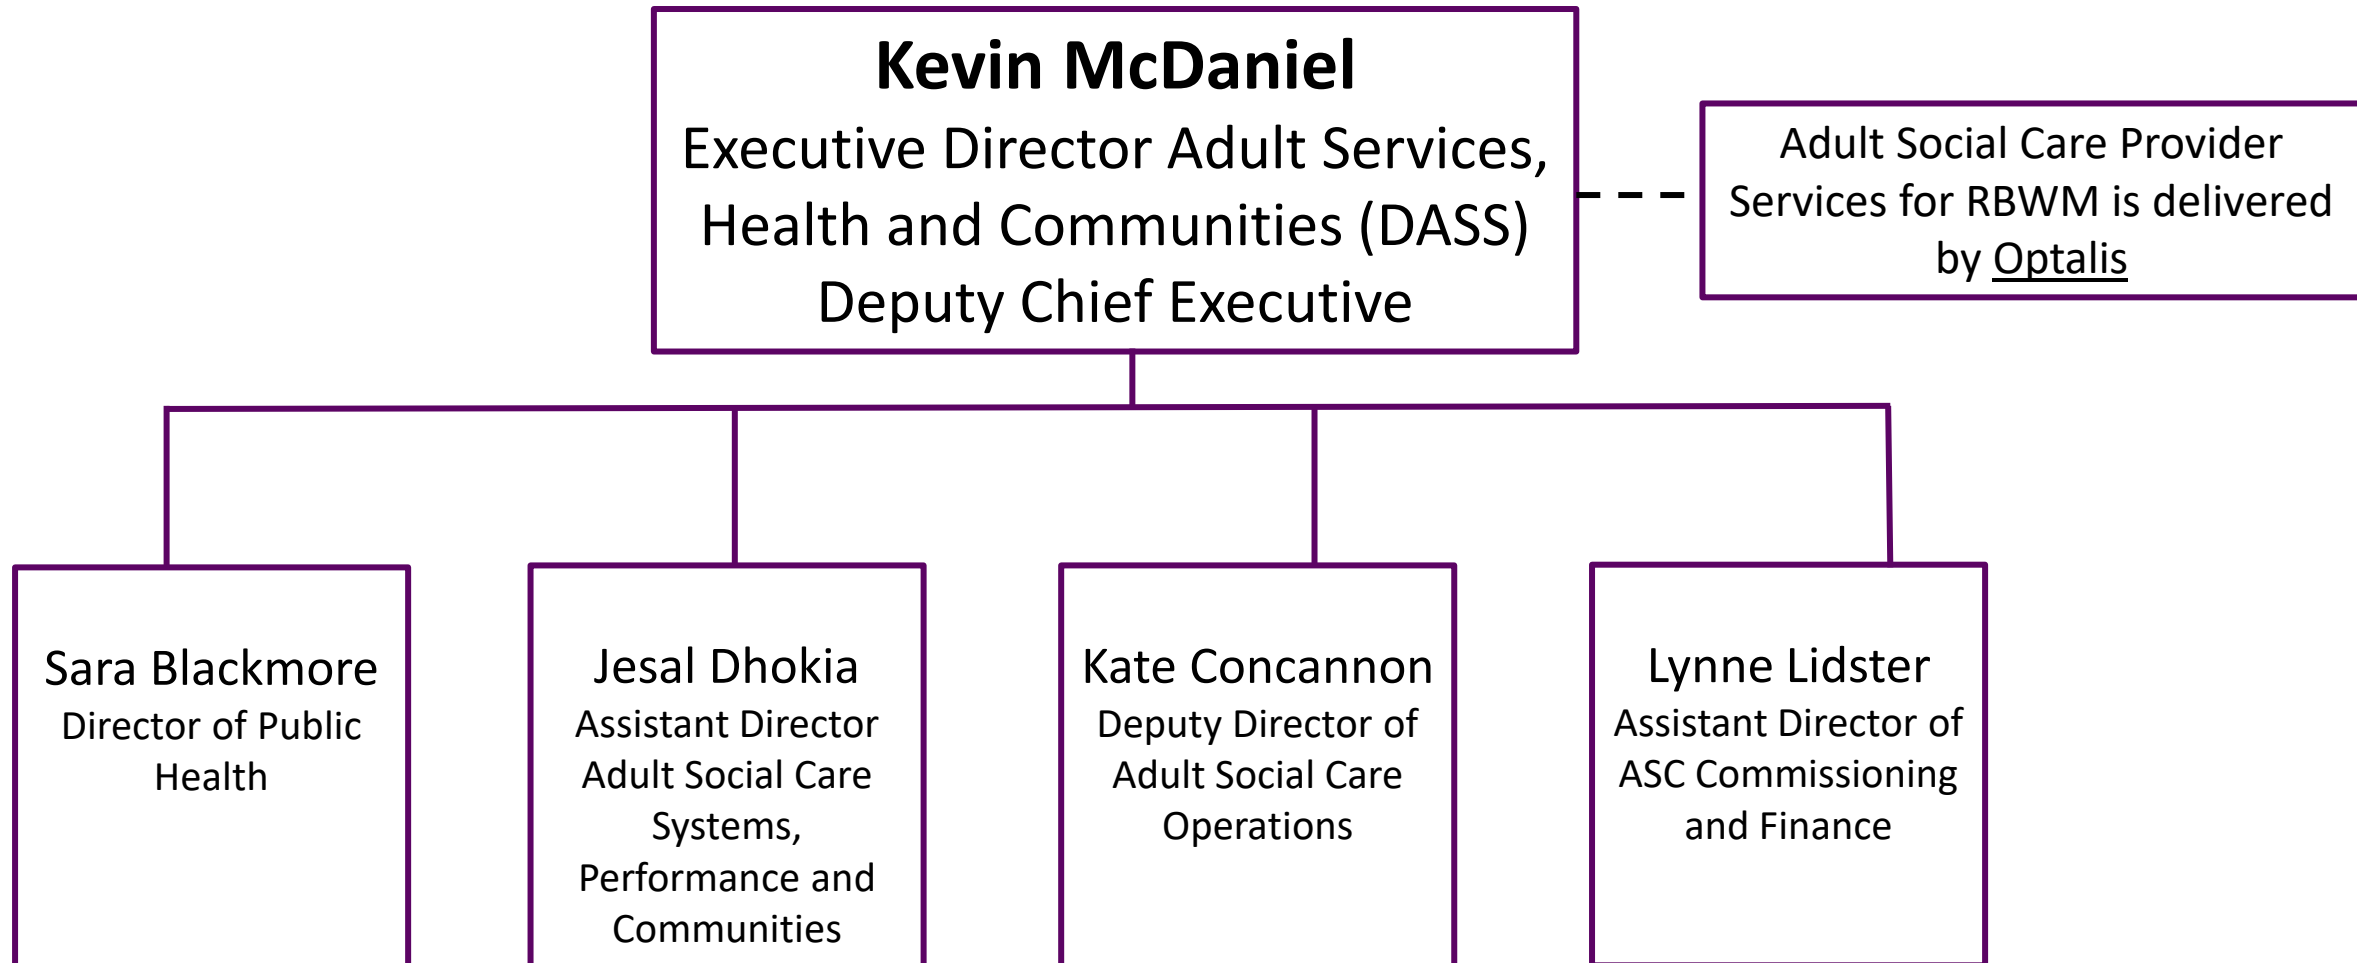 Kevin McDaniel
Executive Director Adult Services,
Health and Communities (DASS)
Deputy Chief Executive
Adult Social Care Provider
Services for RBWM is delivered
by Optalis
Sara Blackmore
Director of Public
Health
Jesal Dhokia
Assistant Director
Adult Social Care
Systems,
Performance and
Communities
Kate Concannon
Deputy Director of
Adult Social Care
Operations
Lynne Lidster
Assistant Director of
ASC Commissioning
and Finance